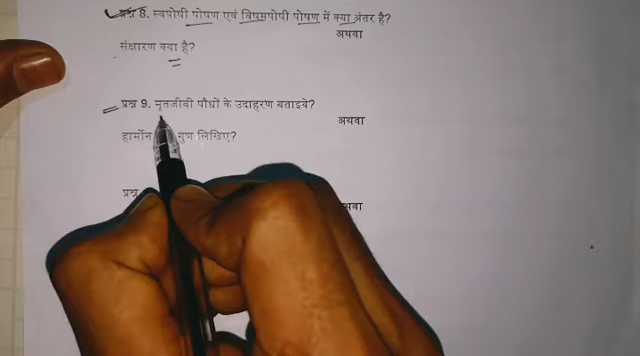 प्रश्न 8. स्वपोषी पोषण एवं विषमपोषी पोषण में क्या अंतर है?
अथवा
संक्षारण क्या है?
प्रश्न 9. मृतजीवी पौधों के उदाहरण बताइये?
अथवा
हार्मोन गुण लिखिए?
प्रश्न
अथवा